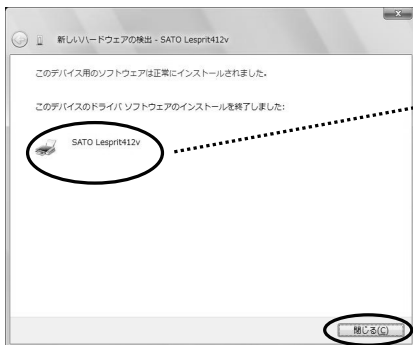 新しいハードウェアの検出 - SATO Lesprit412v
このデバイス用のソフトウェアは正常にインストールされました。
このデバイスのドライバ ソフトウェアのインストールを終了しました:
SATO Lesprit412v
閉じる(C)